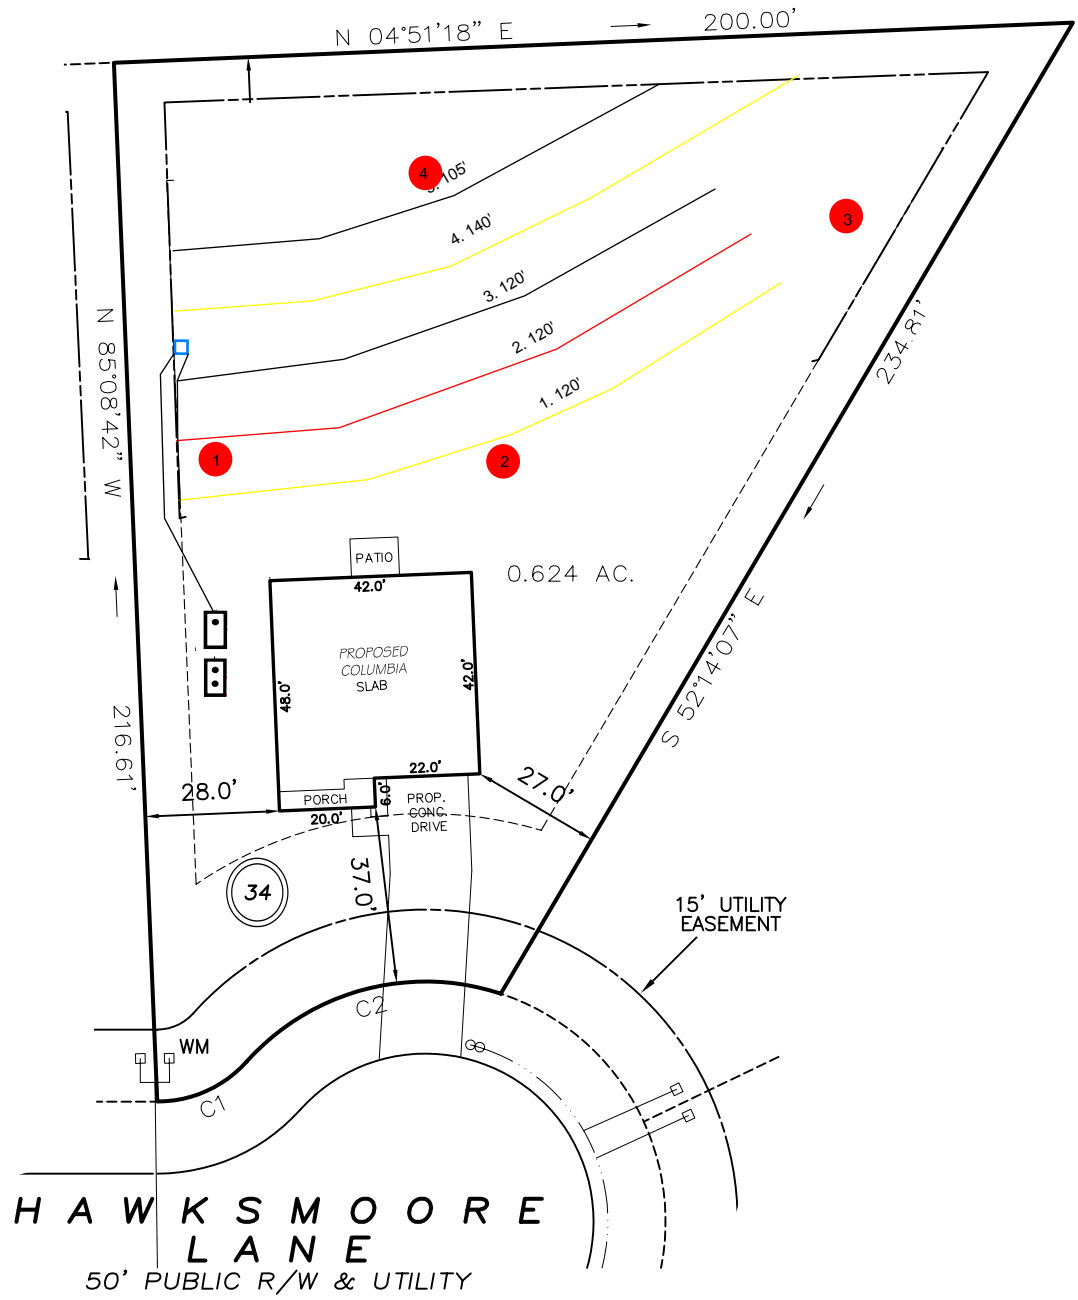 N 04°51'18" E
200.00'
4
5. 105'
3
4. 140'
3. 120'
2. 120'
1. 120'
N 85°08'42" W
234.81'
1
2
PATIO
42.0'
0.624 AC.
PROPOSED
COLUMBIA
SLAB
48.0'
42.0'
S 52°14'07" E
216.61'
28.0'
22.0'
27.0'
PORCH
6.0'
PROP.
CONC.
DRIVE
20.0'
37.0'
34
15' UTILITY
EASEMENT
C2
WM
C1
HAWKSMOORE
LANE
50' PUBLIC R/W & UTILITY